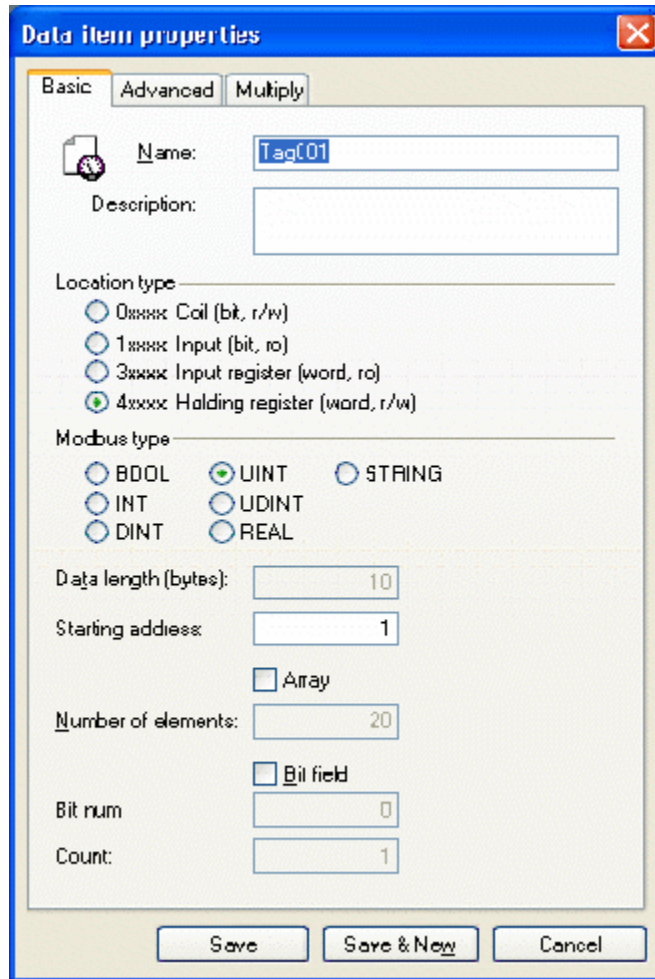 Data item properties
Basic Advanced Multiply
Name: Tag001
Description:
Location type
0xxxx Coil (bit, r/w)
1xxxx Input (bit, ro)
3xxxx Input register (word, ro)
4xxxx Holding register (word, r/w)
Modbus type
BOOL UINT STRING
INT UDINT
DINT REAL
Data length (bytes): 10
Starting address: 1
Array
Number of elements: 20
Bit field
Bit num 0
Count: 1
Save Save & New Cancel